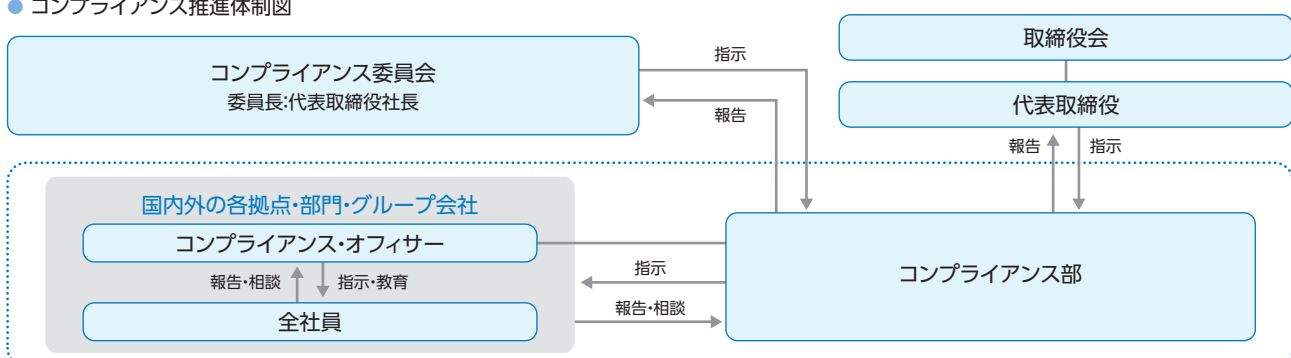 コンプライアンス推進体制図
コンプライアンス委員会
委員長:代表取締役社長
指示
報告
取締役会
代表取締役
報告
指示
国内外の各拠点・部門・グループ会社
コンプライアンス・オフィサー
報告・相談
指示・教育
全社員
指示
報告・相談
コンプライアンス部